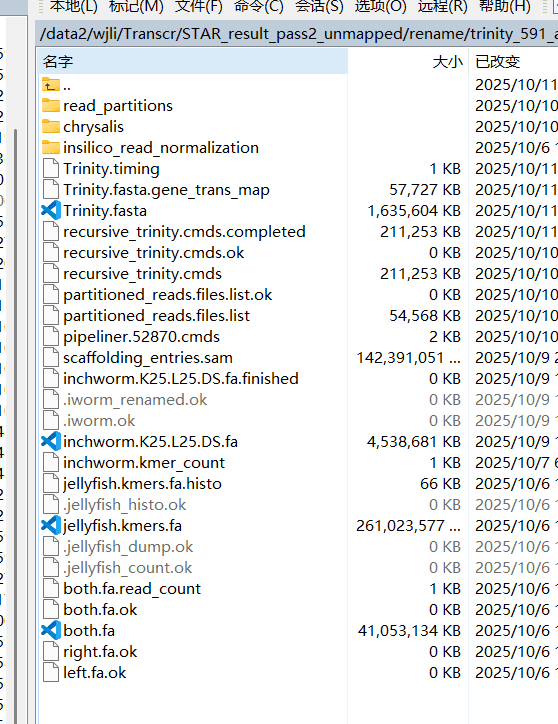 本地(L) 标记(M) 文件(F) 命令(C) 会话(S) 选项(O) 远程(R) 帮助(H)
/data2/wjli/Transcr/STAR_result_pass2_unmapped/rename/trinity_591_a
名字 大小 已改变
.. 2025/10/11
read_partitions 2025/10/10
chrysalis 2025/10/10
insilico_read_normalization 2025/10/6 1
Trinity.timing 1 KB 2025/10/11
Trinity.fasta.gene_trans_map 57,727 KB 2025/10/11
Trinity.fasta 1,635,604 KB 2025/10/11
recursive_trinity.cmds.completed 211,253 KB 2025/10/11
recursive_trinity.cmds.ok 0 KB 2025/10/10
recursive_trinity.cmds 211,253 KB 2025/10/10
partitioned_reads.files.list.ok 0 KB 2025/10/10
partitioned_reads.files.list 54,568 KB 2025/10/10
pipeliner.52870.cmds 2 KB 2025/10/10
scaffolding_entries.sam 142,391,051 ... 2025/10/9 2
inchworm.K25.L25.DS.fa.finished 0 KB 2025/10/9 1
.iworm_renamed.ok 0 KB 2025/10/9 1
.iworm.ok 0 KB 2025/10/9 1
inchworm.K25.L25.DS.fa 4,538,681 KB 2025/10/9 1
inchworm.kmer_count 1 KB 2025/10/7 6
jellyfish.kmers.fa.histo 66 KB 2025/10/6 1
.jellyfish_histo.ok 0 KB 2025/10/6 1
jellyfish.kmers.fa 261,023,577 ... 2025/10/6 1
.jellyfish_dump.ok 0 KB 2025/10/6 1
.jellyfish_count.ok 0 KB 2025/10/6 1
both.fa.read_count 1 KB 2025/10/6 1
both.fa.ok 0 KB 2025/10/6 1
both.fa 41,053,134 KB 2025/10/6 1
right.fa.ok 0 KB 2025/10/6 1
left.fa.ok 0 KB 2025/10/6 1